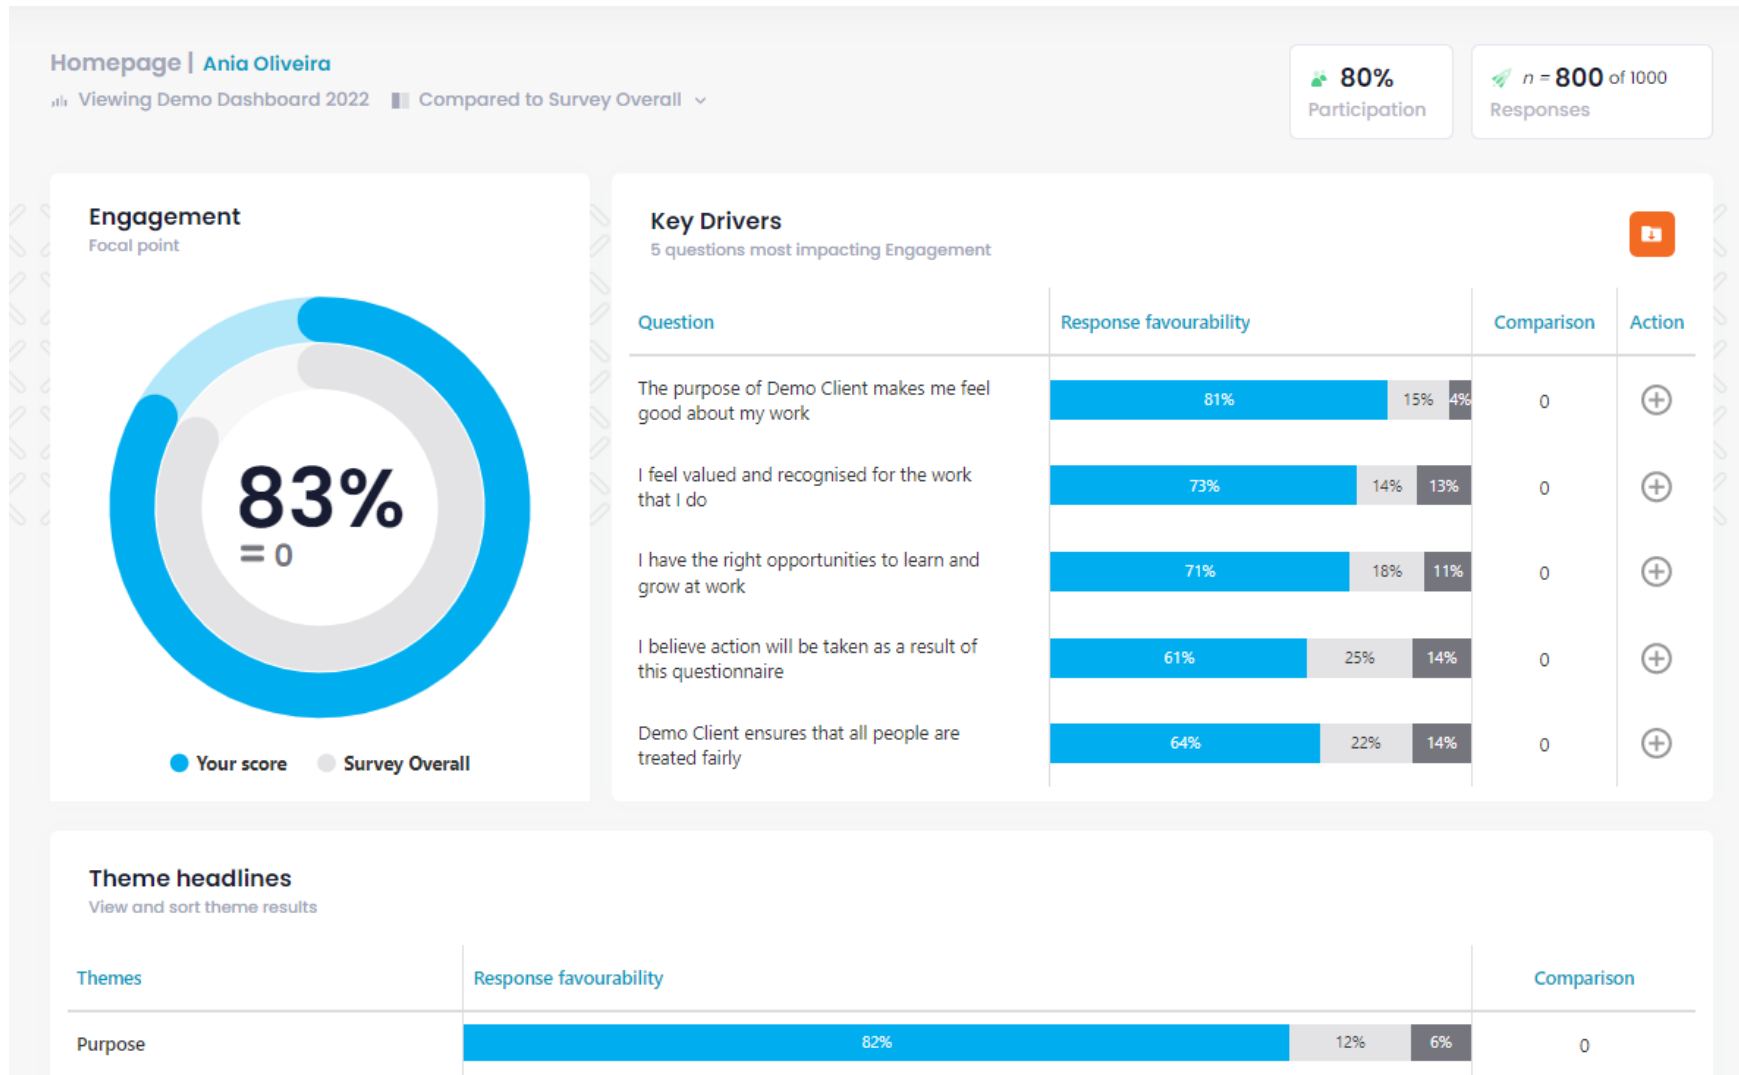 Homepage | Ania Oliveira
Viewing Demo Dashboard 2022 Compared to Survey Overall
80%
Participation
n = 800 of 1000
Responses
Engagement
Focal point
83%
= 0
Your score Survey Overall
Key Drivers
5 questions most impacting Engagement
Question Response favourability Comparison Action
The purpose of Demo Client makes me feel
good about my work
81% 15% 4% 0
I feel valued and recognised for the work
that I do
73% 14% 13% 0
I have the right opportunities to learn and
grow at work
71% 18% 11% 0
I believe action will be taken as a result of
this questionnaire
61% 25% 14% 0
Demo Client ensures that all people are
treated fairly
64% 22% 14% 0
Theme headlines
View and sort theme results
Themes Response favourability Comparison
Purpose 82% 12% 6% 0